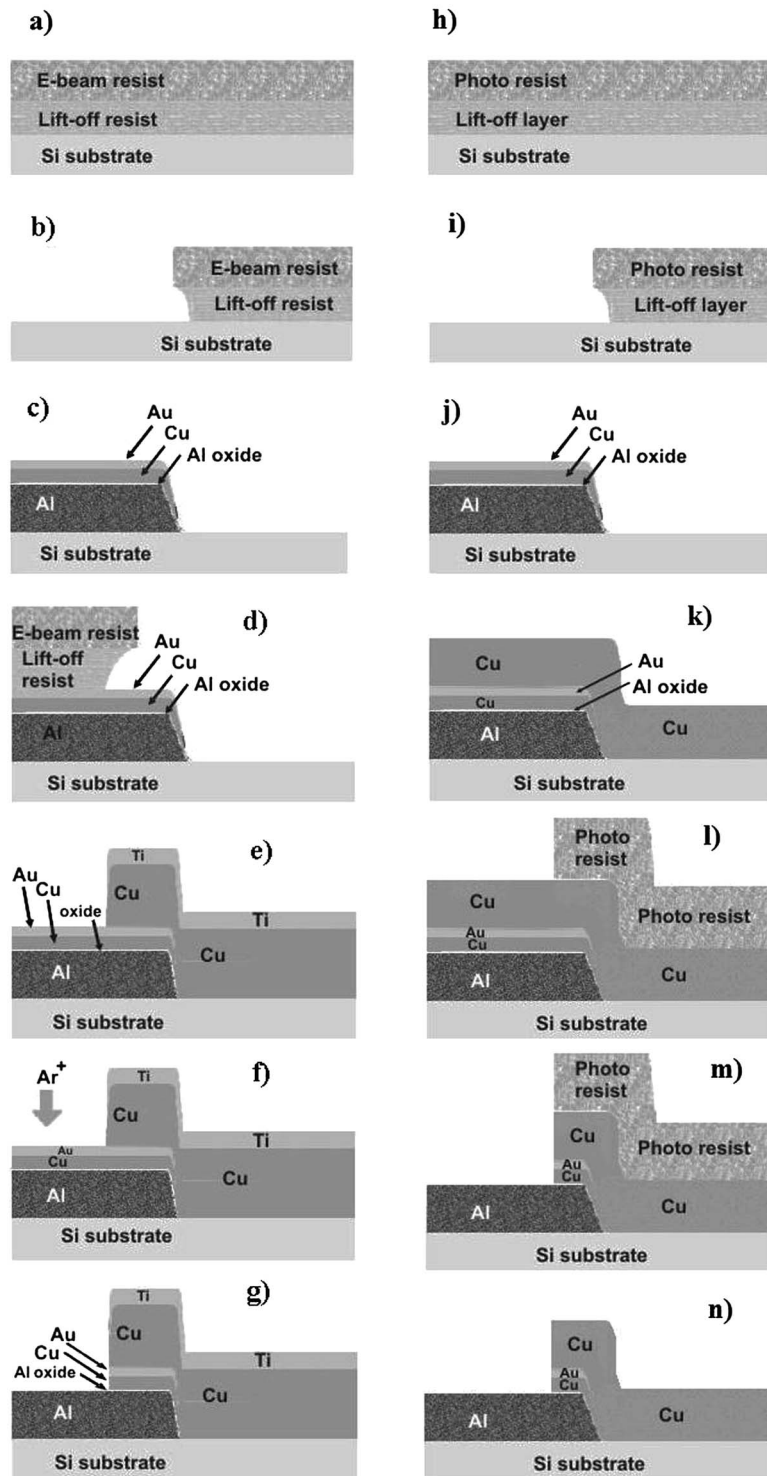 a)
E-beam resist
Lift-off resist
Si substrate
b)
E-beam resist
Lift-off resist
Si substrate
c)
Au
Cu
Al oxide
Al
Si substrate
d)
E-beam resist
Lift-off
resist
Au
Cu
Al oxide
Al
Si substrate
e)
Ti
Au
Cu
oxide
Cu
Ti
Al
Cu
Si substrate
f)
Ar+
Ti
Cu
Ti
Au
Cu
Al
Cu
Si substrate
g)
Ti
Au
Cu
Al oxide
Cu
Ti
Al
Cu
Si substrate
h)
Photo resist
Lift-off layer
Si substrate
i)
Photo resist
Lift-off layer
Si substrate
j)
Au
Cu
Al oxide
Al
Si substrate
k)
Cu
Au
Al oxide
Cu
Al
Cu
Si substrate
l)
Photo
resist
Cu
Photo resist
Au
Cu
Al
Cu
Si substrate
m)
Photo
resist
Cu
Photo resist
Au
Cu
Al
Cu
Si substrate
n)
Cu
Au
Cu
Al
Cu
Si substrate